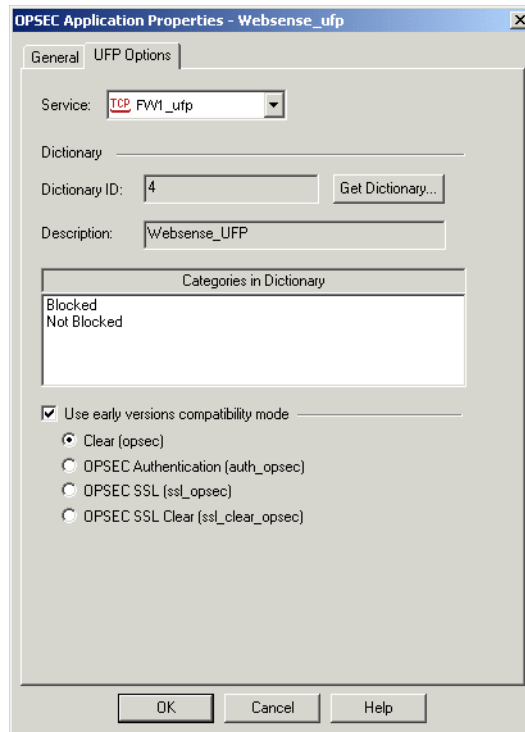 OPSEC Application Properties - Websense_ufp
General UFP Options
Service: TCP FW1_ufp
Dictionary
Dictionary ID: 4 Get Dictionary...
Description: Websense_UFP
Categories in Dictionary
Blocked
Not Blocked
Use early versions compatibility mode
Clear (opsec)
OPSEC Authentication (auth_opsec)
OPSEC SSL (ssl_opsec)
OPSEC SSL Clear (ssl_clear_opsec)
OK Cancel Help